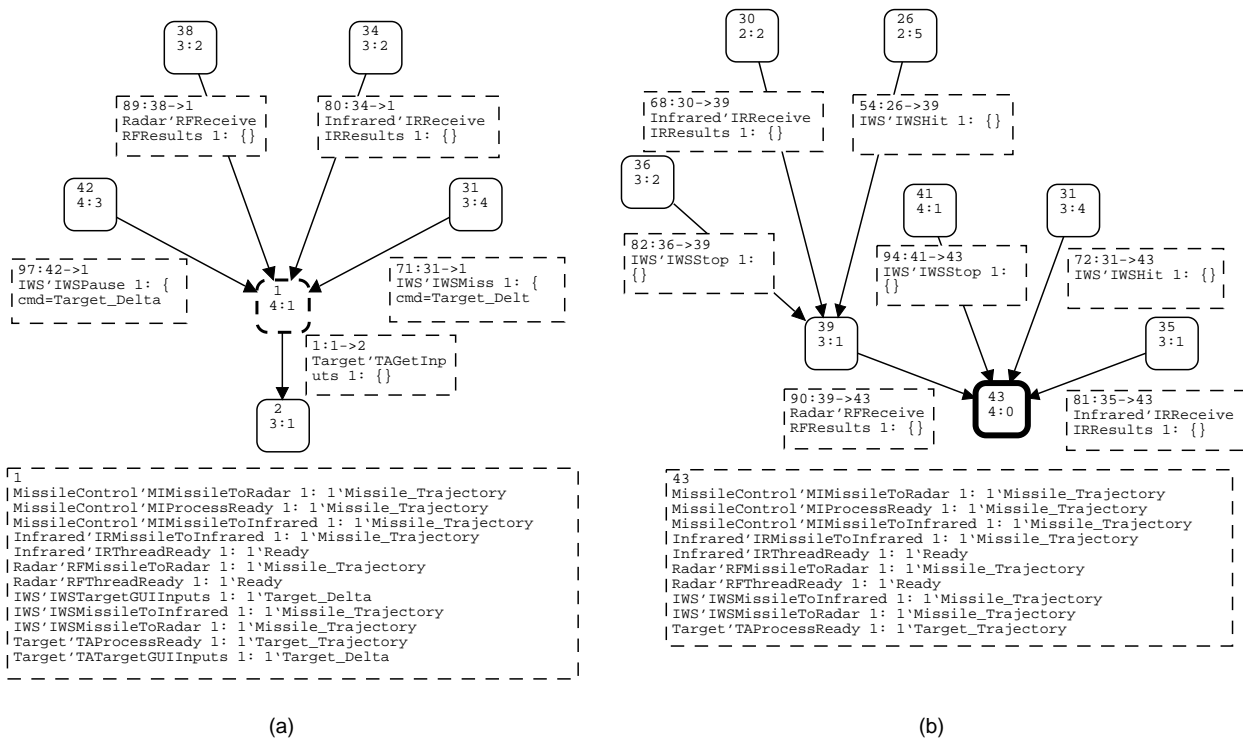 38
3:2
34
3:2
89:38->1
Radar’RFReceive
RFResults 1: {}
80:34->1
Infrared’IRReceive
IRResults 1: {}
42
4:3
31
3:4
97:42->1
IWS’IWSPause 1: {
cmd=Target_Delta
71:31->1
IWS’IWSMiss 1: {
cmd=Target_Delt
1
4:1
1:1->2
Target’TAGetInp
uts 1: {}
2
3:1
1
MissileControl’MIMissileToRadar 1: 1‘Missile_Trajectory
MissileControl’MIProcessReady 1: 1‘Missile_Trajectory
MissileControl’MIMissileToInfrared 1: 1‘Missile_Trajectory
Infrared’IRMissileToInfrared 1: 1‘Missile_Trajectory
Infrared’IRThreadReady 1: 1‘Ready
Radar’RFMissileToRadar 1: 1‘Missile_Trajectory
Radar’RFThreadReady 1: 1‘Ready
IWS’IWSTargetGUIInputs 1: 1‘Target_Delta
IWS’IWSMissileToInfrared 1: 1‘Missile_Trajectory
IWS’IWSMissileToRadar 1: 1‘Missile_Trajectory
Target’TAProcessReady 1: 1‘Target_Trajectory
Target’TATargetGUIInputs 1: 1‘Target_Delta
(a)
30
2:2
26
2:5
68:30->39
Infrared’IRReceive
IRResults 1: {}
54:26->39
IWS’IWSHit 1: {}
36
3:2
41
4:1
31
3:4
82:36->39
IWS’IWSStop 1:
{}
94:41->43
IWS’IWSStop 1:
{}
72:31->43
IWS’IWSHit 1: {}
39
3:1
35
3:1
90:39->43
Radar’RFReceive
RFResults 1: {}
43
4:0
81:35->43
Infrared’IRReceive
IRResults 1: {}
43
MissileControl’MIMissileToRadar 1: 1‘Missile_Trajectory
MissileControl’MIProcessReady 1: 1‘Missile_Trajectory
MissileControl’MIMissileToInfrared 1: 1‘Missile_Trajectory
Infrared’IRMissileToInfrared 1: 1‘Missile_Trajectory
Infrared’IRThreadReady 1: 1‘Ready
Radar’RFMissileToRadar 1: 1‘Missile_Trajectory
Radar’RFThreadReady 1: 1‘Ready
IWS’IWSMissileToInfrared 1: 1‘Missile_Trajectory
IWS’IWSMissileToRadar 1: 1‘Missile_Trajectory
Target’TAProcessReady 1: 1‘Target_Trajectory
(b)